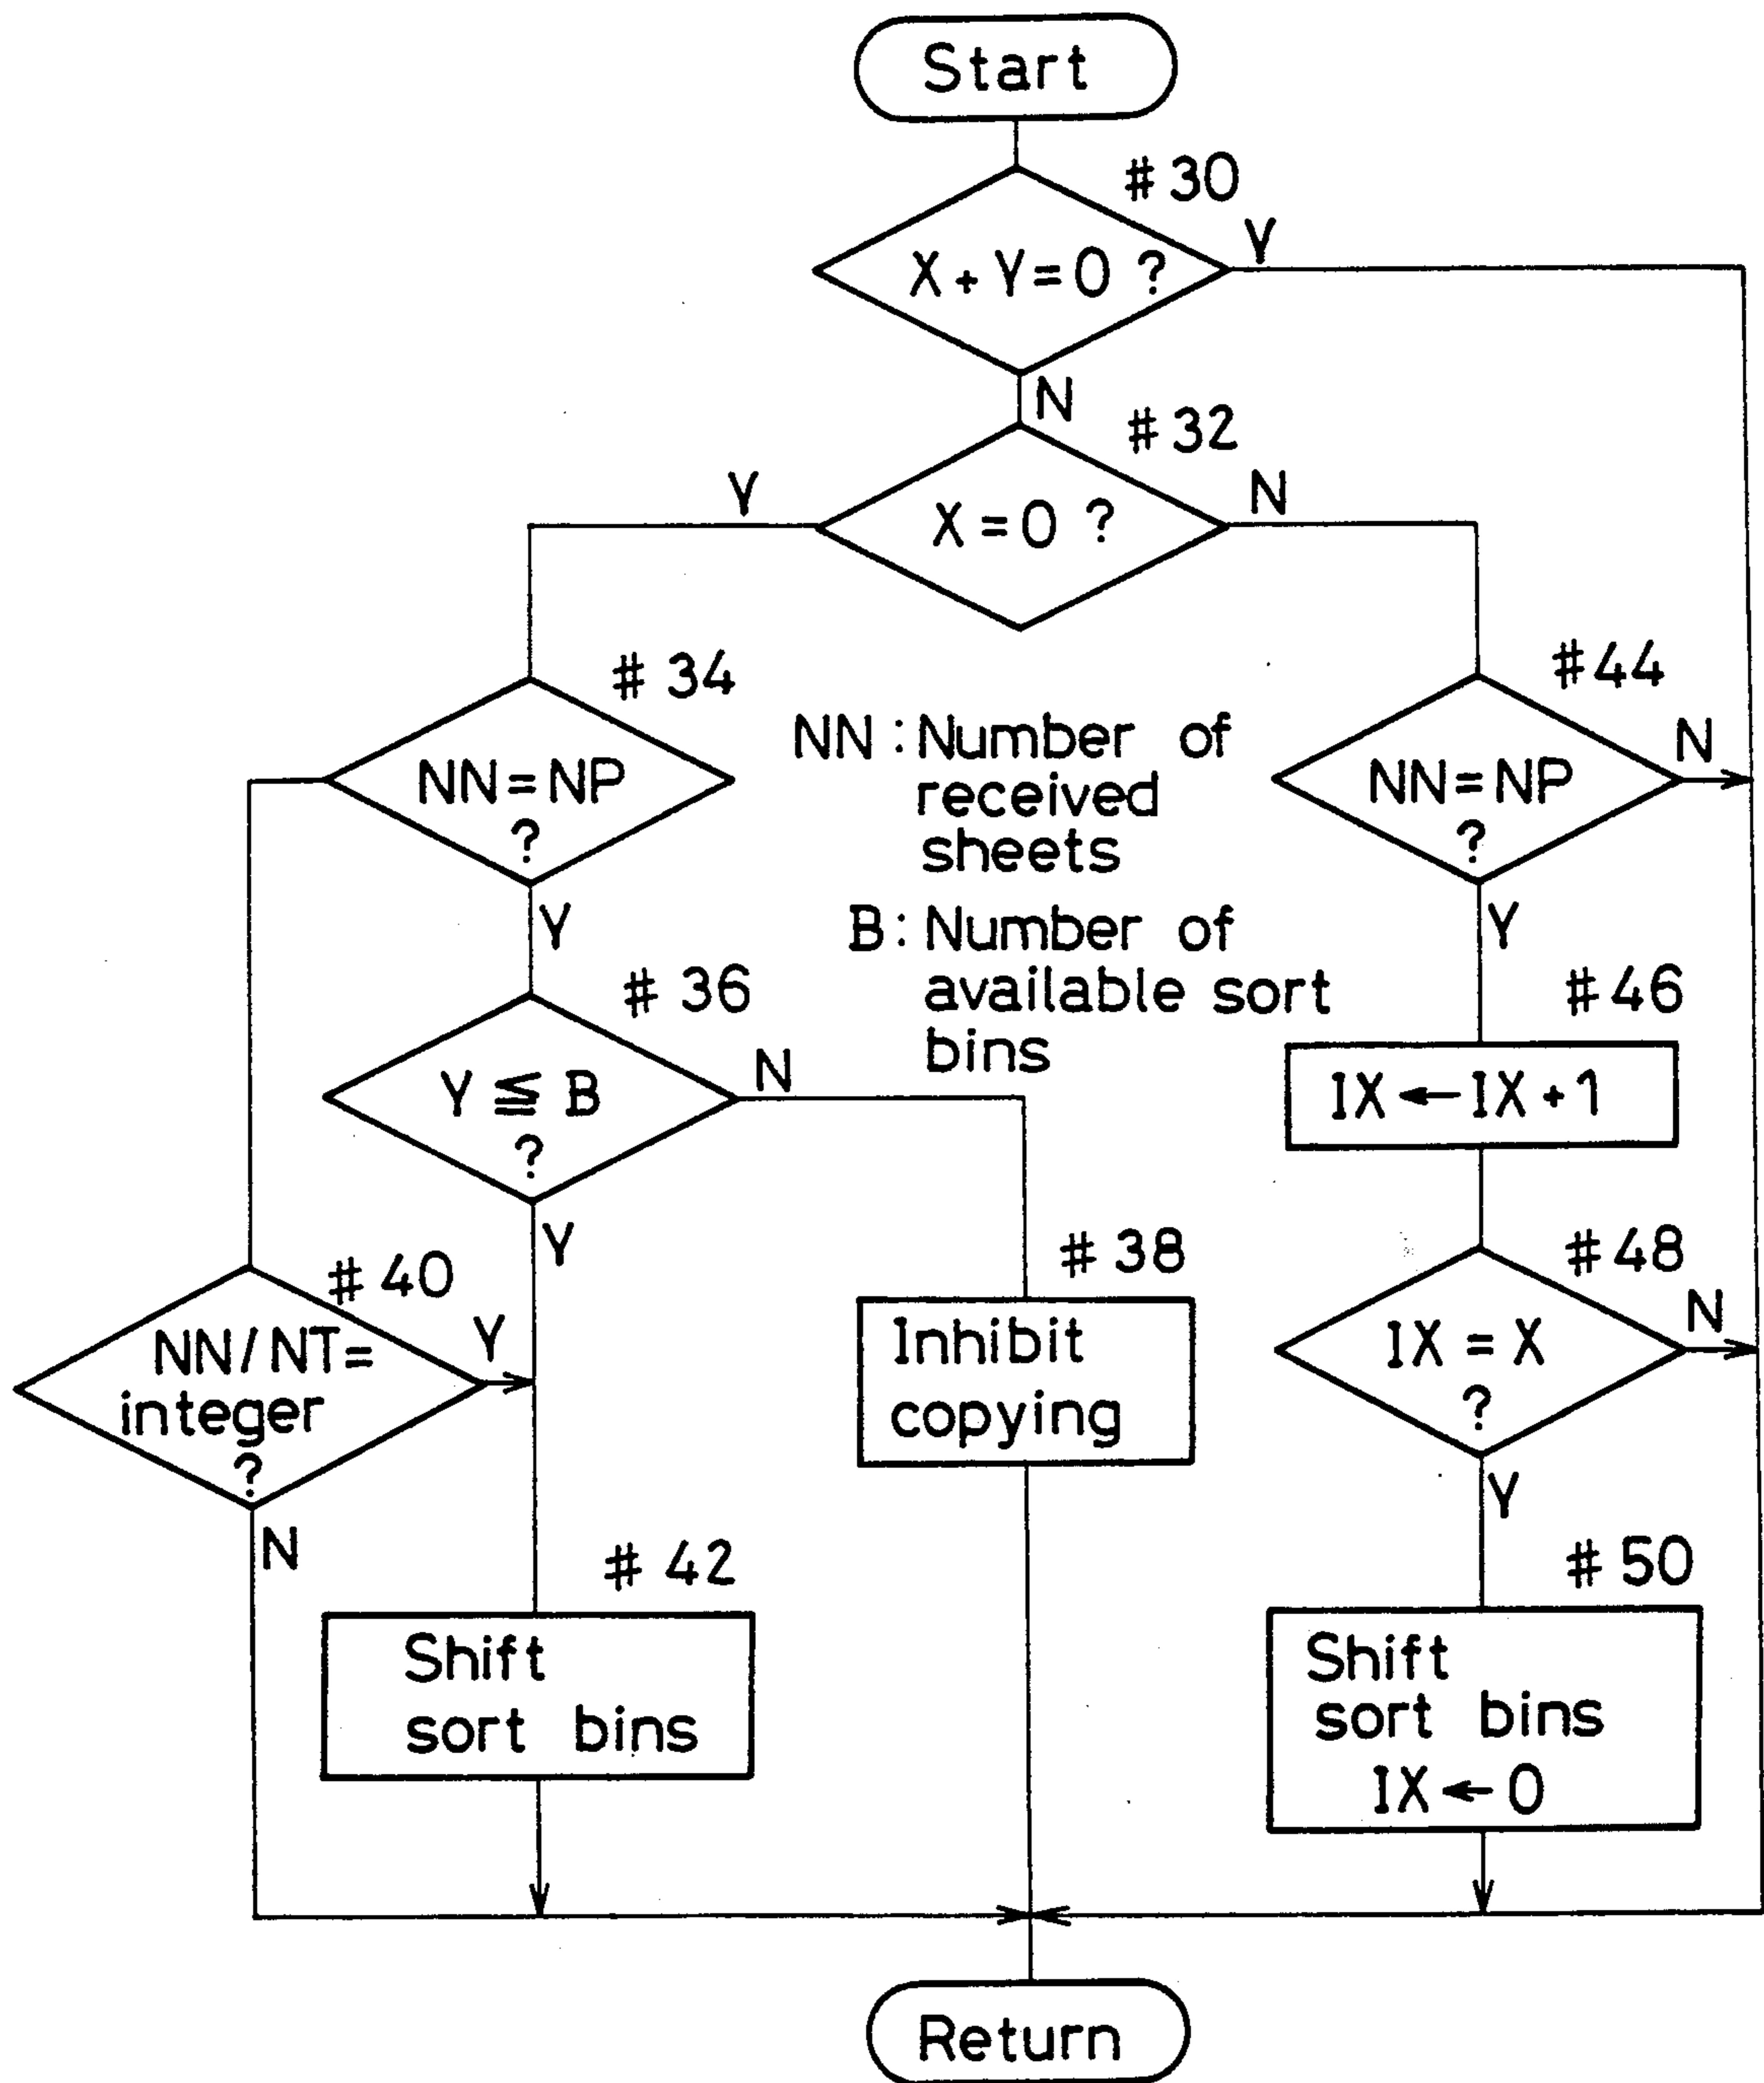 Start
#30
X+Y=0 ?
Y
N
#32
X=0 ?
Y
N
#34
NN=NP
?
Y
NN: Number of
received
sheets
B: Number of
available sort
bins
#44
NN=NP
?
N
Y
#36
Y ≦ B
?
N
Y
#46
IX←IX+1
#40
NN/NT=
integer
?
Y
N
#38
Inhibit
copying
#48
IX = X
?
N
Y
#42
Shift
sort bins
#50
Shift
sort bins
IX←0
Return